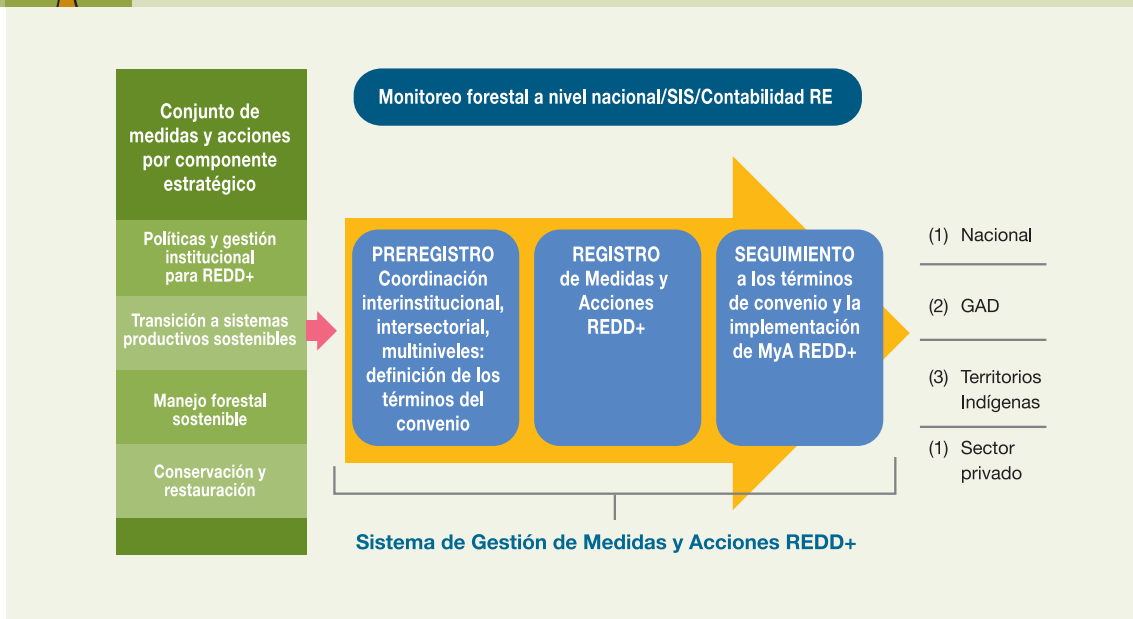 Conjunto de
medidas y acciones
por componente
estratégico
Políticas y gestión
institucional
para REDD+
Transición a sistemas
productivos sostenibles
Manejo forestal
sostenible
Conservación y
restauración
Monitoreo forestal a nivel nacional/SIS/Contabilidad RE
PREREGISTRO
Coordinación
interinstitucional,
intersectorial,
multiniveles:
definición de los
términos del
convenio
REGISTRO
de Medidas y
Acciones
REDD+
SEGUIMIENTO
a los términos
de convenio y la
implementación
de MyA REDD+
(1) Nacional
(2) GAD
(3) Territorios
Indígenas
(1) Sector
privado
Sistema de Gestión de Medidas y Acciones REDD+